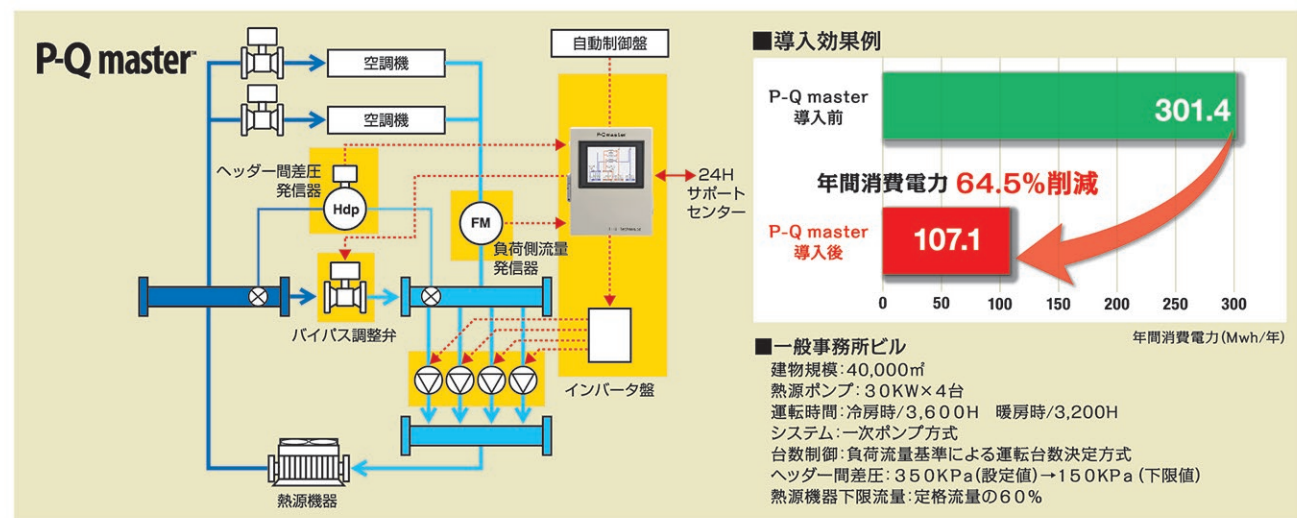 P-Q master™
自動制御盤
空調機
空調機
P-Qmaster
ヘッダー間差圧
発信器
Hdp
24H
サポート
センター
FM
負荷側流量
発信器
バイパス調整弁
インバータ盤
熱源機器
■導入効果例
P-Q master
導入前
301.4
年間消費電力 64.5%削減
P-Q master
導入後
107.1
0 50 100 150 200 250 300
年間消費電力(Mwh/年)
■一般事務所ビル
建物規模:40,000㎡
熱源ポンプ:30KW×4台
運転時間:冷房時/3,600H 暖房時/3,200H
システム:一次ポンプ方式
台数制御:負荷流量基準による運転台数決定方式
ヘッダー間差圧:350KPa(設定値)→150KPa(下限値)
熱源機器下限流量:定格流量の60%